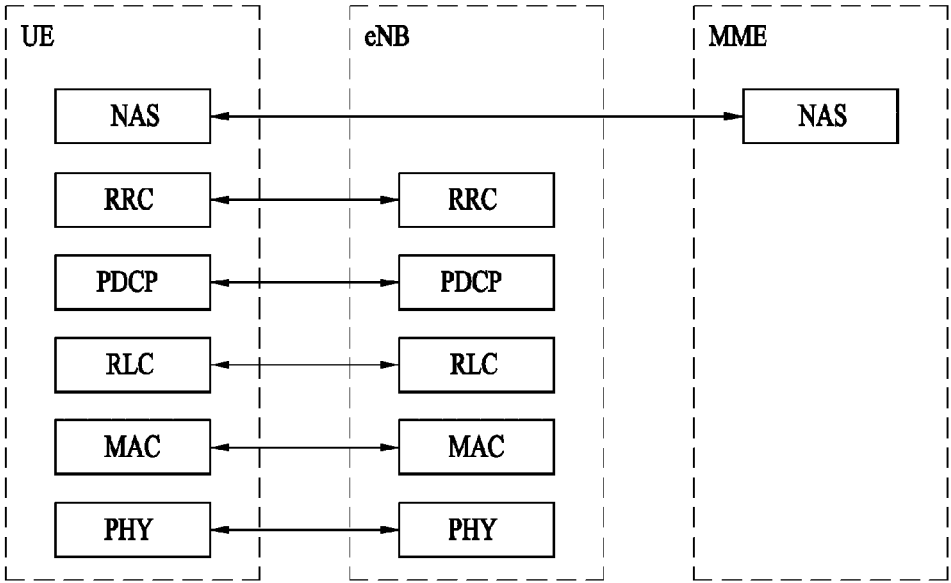 UE eNB MME
NAS NAS
RRC RRC
PDCP PDCP
RLC RLC
MAC MAC
PHY PHY